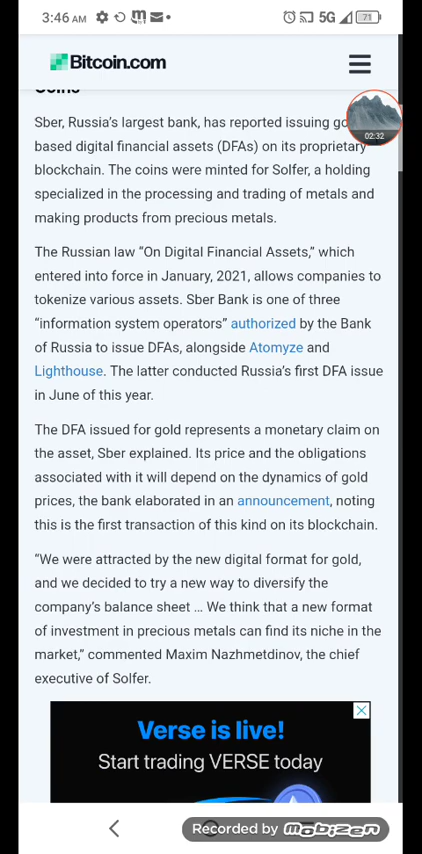 3:46 AM
5G
71
Bitcoin.com
Coins
Sber, Russia's largest bank, has reported issuing
based digital financial assets (DFAs) on its proprietary
02:32
blockchain. The coins were minted for Solfer, a holding
specialized in the processing and trading of metals and
making products from precious metals.
The Russian law “On Digital Financial Assets,” which
entered into force in January, 2021, allows companies to
tokenize various assets. Sber Bank is one of three
“information system operators” authorized by the Bank
of Russia to issue DFAs, alongside Atomyze and
Lighthouse. The latter conducted Russia's first DFA issue
in June of this year.
The DFA issued for gold represents a monetary claim on
the asset, Sber explained. Its price and the obligations
associated with it will depend on the dynamics of gold
prices, the bank elaborated in an announcement, noting
this is the first transaction of this kind on its blockchain.
“We were attracted by the new digital format for gold,
and we decided to try a new way to diversify the
company's balance sheet … We think that a new format
of investment in precious metals can find its niche in the
market,” commented Maxim Nazhmetdinov, the chief
executive of Solfer.
Verse is live!
Start trading VERSE today
Recorded by mobizen